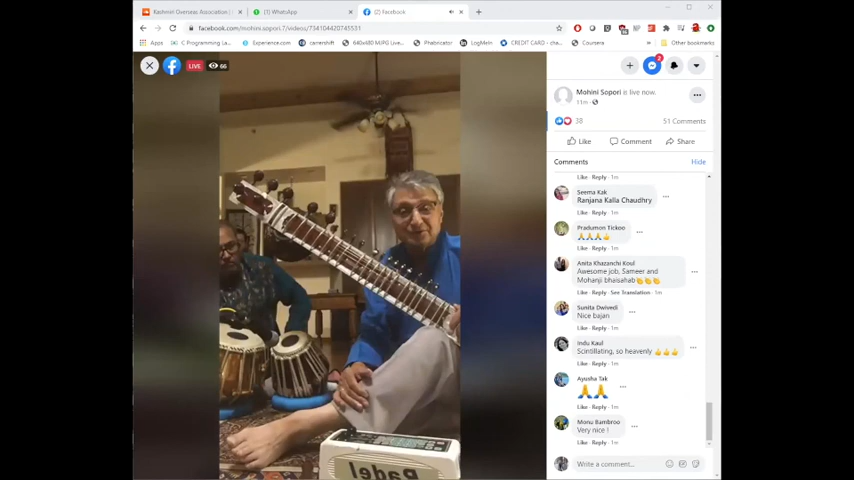 Kashmiri Overseas Association
(1) WhatsApp
(2) Facebook
facebook.com/mohini.sopori.7/videos/734104420745531
Apps
C Programming La...
Experience.com
careershift
640x480 MJPG Live...
Phabricator
LogMeIn
CREDIT CARD - cha...
Coursera
Other bookmarks
LIVE
66
2
Mohini Sopori is live now.
11m
38
51 Comments
Like
Comment
Share
Comments
Hide
Like · Reply · 1m
Seema Kak
Ranjana Kalla Chaudhry
Like · Reply · 1m
Pradumon Tickoo
🙏🙏🙏👍
Like · Reply · 1m
Anita Khazanchi Koul
Awesome job, Sameer and
Mohanji bhaisahab👏👏👏
Like · Reply · See Translation · 1m
Sunita Dwivedi
Nice bajan
Like · Reply · 1m
Indu Kaul
Scintillating, so heavenly 👍👍👍
Like · Reply · 1m
Ayusha Tak
🙏🙏
Like · Reply · 1m
Monu Bambroo
Very nice !
Like · Reply · 1m
Write a comment...
Radel